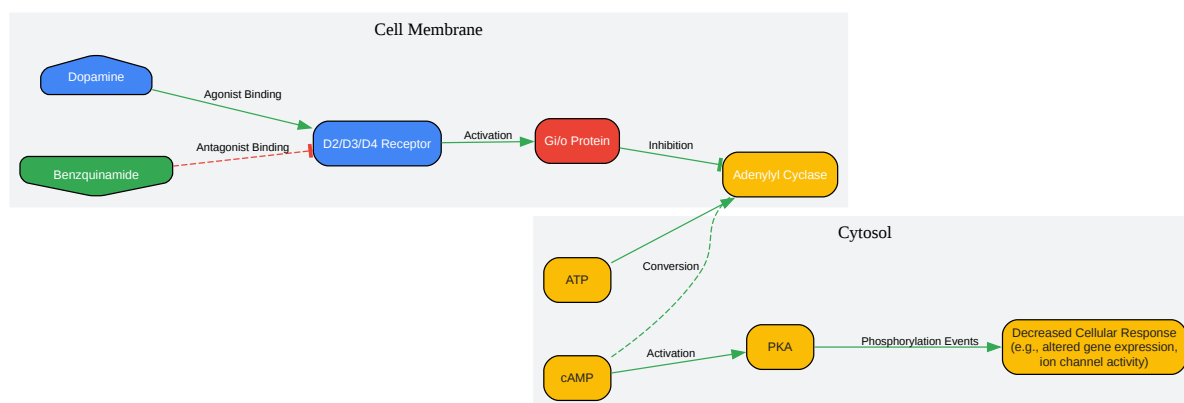 Cell Membrane
Dopamine
Agonist Binding
Antagonist Binding
Benzquinamide
D2/D3/D4 Receptor
Activation
Gi/o Protein
Inhibition
Adenylyl Cyclase
Cytosol
ATP
Conversion
cAMP
Activation
PKA
Phosphorylation Events
Decreased Cellular Response
(e.g., altered gene expression,
ion channel activity)